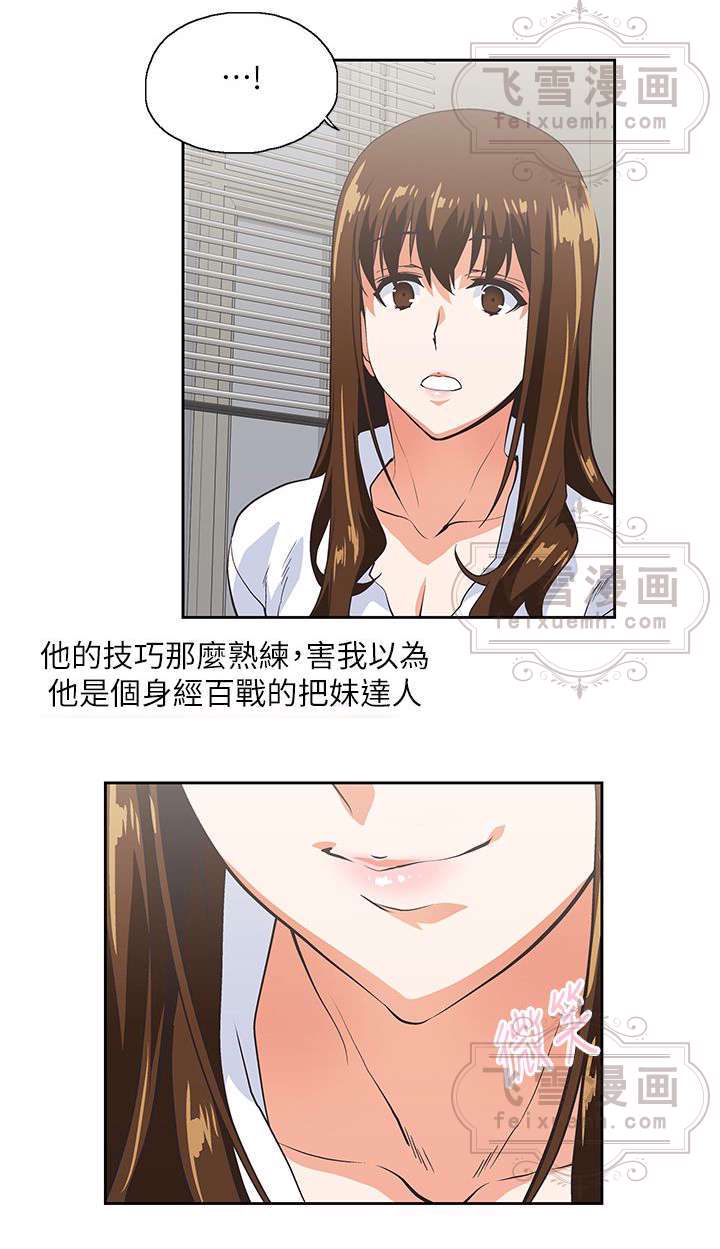 …!
飞雪漫画
feixuemh.com
飞雪漫画
feixuemh.com
他的技巧那麼熟練，害我以為
他是個身經百戰的把妹達人
微笑
飞雪漫画
feixuemh.com